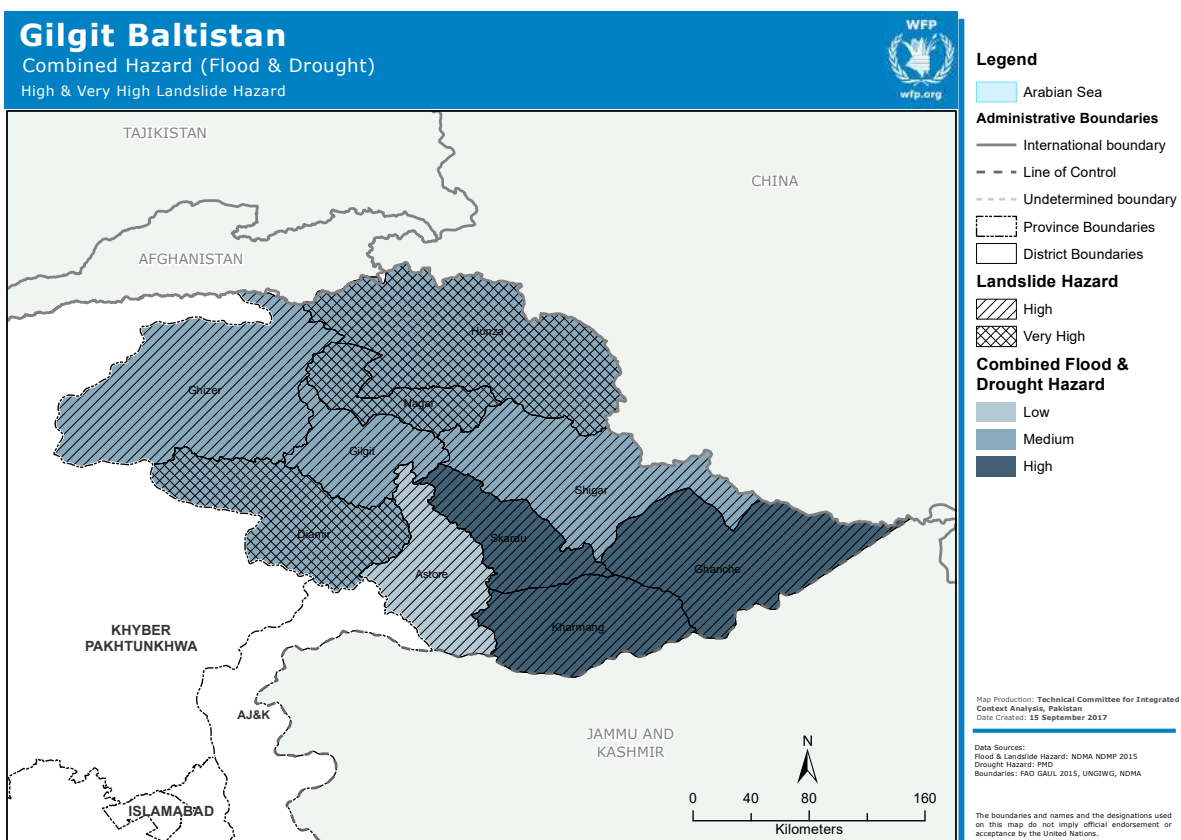 Gilgit Baltistan
Combined Hazard (Flood & Drought)
High & Very High Landslide Hazard
WFP
wfp.org
TAJIKISTAN
CHINA
AFGHANISTAN
Hunza
Ghizer
Nagar
Gilgit
Shigar
Diamir
Skardu
Astore
Ghanche
Kharmang
KHYBER
PAKHTUNKHWA
AJ&K
JAMMU AND
KASHMIR
ISLAMABAD
N
0 40 80 160
Kilometers
Legend
Arabian Sea
Administrative Boundaries
International boundary
Line of Control
Undetermined boundary
Province Boundaries
District Boundaries
Landslide Hazard
High
Very High
Combined Flood &
Drought Hazard
Low
Medium
High
Map Production: Technical Committee for Integrated
Context Analysis, Pakistan
Date Created: 15 September 2017
Data Sources:
Flood & Landslide Hazard: NDMA NDMP 2015
Drought Hazard: PMD
Boundaries: FAO GAUL 2015, UNGIWG, NDMA
The boundaries and names and the designations used
on this map do not imply official endorsement or
acceptance by the United Nations.